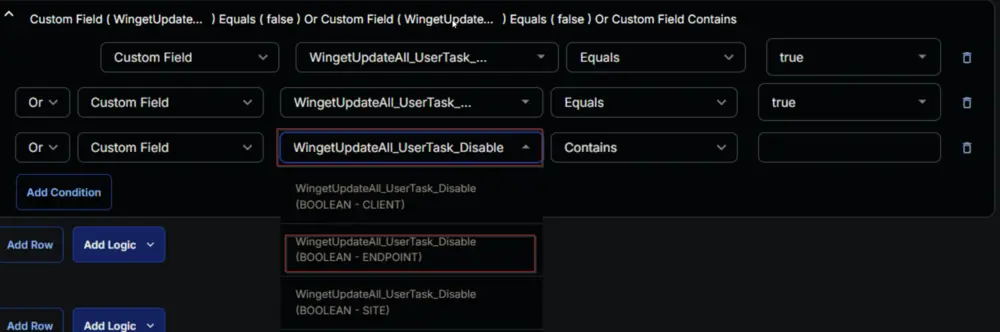 Custom Field ( WingetUpdate... ) Equals ( false ) Or Custom Field ( WingetUpdate... ) Equals ( false ) Or Custom Field Contains
Custom Field WingetUpdateAll_UserTask_... Equals true
Or Custom Field WingetUpdateAll_UserTask_... Equals true
Or Custom Field WingetUpdateAll_UserTask_Disable Contains
WingetUpdateAll_UserTask_Disable
(BOOLEAN - CLIENT)
Add Condition
WingetUpdateAll_UserTask_Disable
(BOOLEAN - ENDPOINT)
Add Row Add Logic
WingetUpdateAll_UserTask_Disable
(BOOLEAN - SITE)
Add Row Add Logic